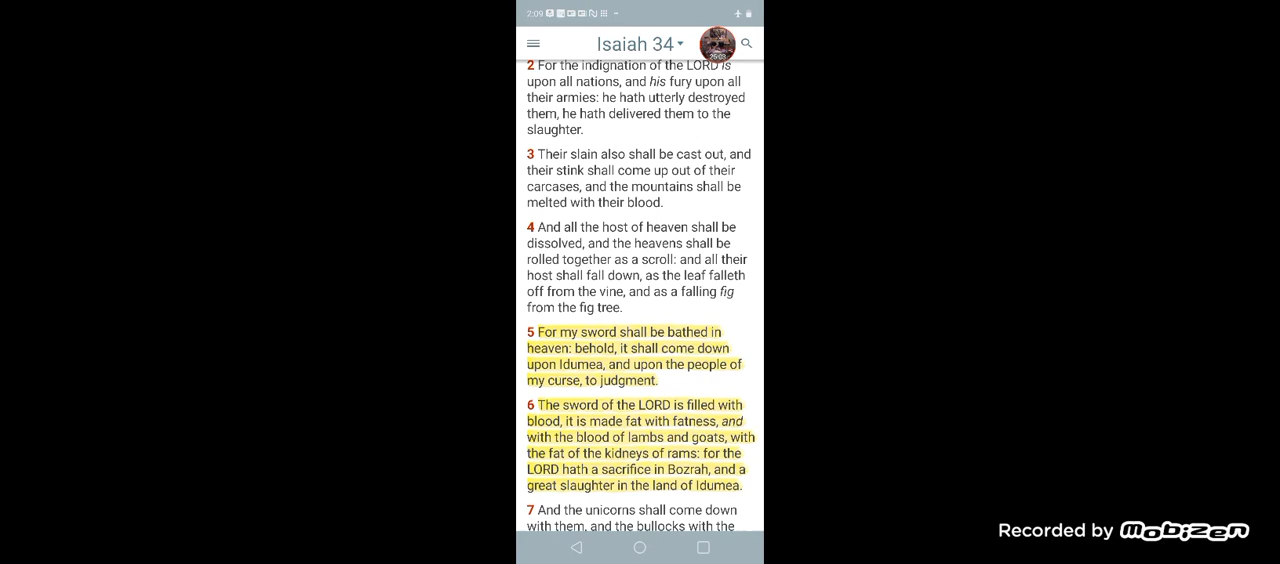 2:09
Isaiah 34
2 For the indignation of the LORD is
upon all nations, and his fury upon all
their armies: he hath utterly destroyed
them, he hath delivered them to the
slaughter.
3 Their slain also shall be cast out, and
their stink shall come up out of their
carcases, and the mountains shall be
melted with their blood.
4 And all the host of heaven shall be
dissolved, and the heavens shall be
rolled together as a scroll: and all their
host shall fall down, as the leaf falleth
off from the vine, and as a falling fig
from the fig tree.
5 For my sword shall be bathed in
heaven: behold, it shall come down
upon Idumea, and upon the people of
my curse, to judgment.
6 The sword of the LORD is filled with
blood, it is made fat with fatness, and
with the blood of lambs and goats, with
the fat of the kidneys of rams: for the
LORD hath a sacrifice in Bozrah, and a
great slaughter in the land of Idumea.
7 And the unicorns shall come down
with them, and the bullocks with the
Recorded by Mobizen